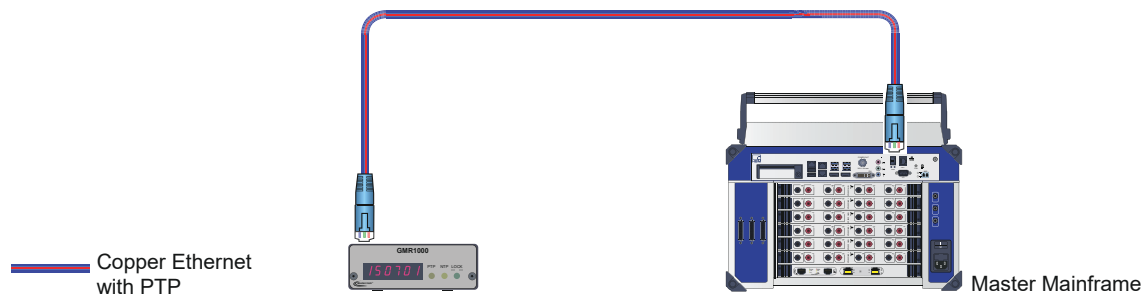 GMR1000
150701
PTP NTP LOCK
Copper Ethernet
with PTP
Master Mainframe